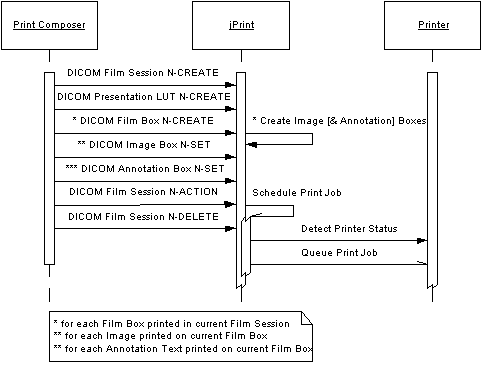 Print Composer
jPrint
Printer
DICOM Film Session N-CREATE
DICOM Presentation LUT N-CREATE
* DICOM Film Box N-CREATE
* Create Image [& Annotation] Boxes
** DICOM Image Box N-SET
*** DICOM Annotation Box N-SET
DICOM Film Session N-ACTION
Schedule Print Job
DICOM Film Session N-DELETE
Detect Printer Status
Queue Print Job
* for each Film Box printed in current Film Session
** for each Image printed on current Film Box
** for each Annotation Text printed on current Film Box